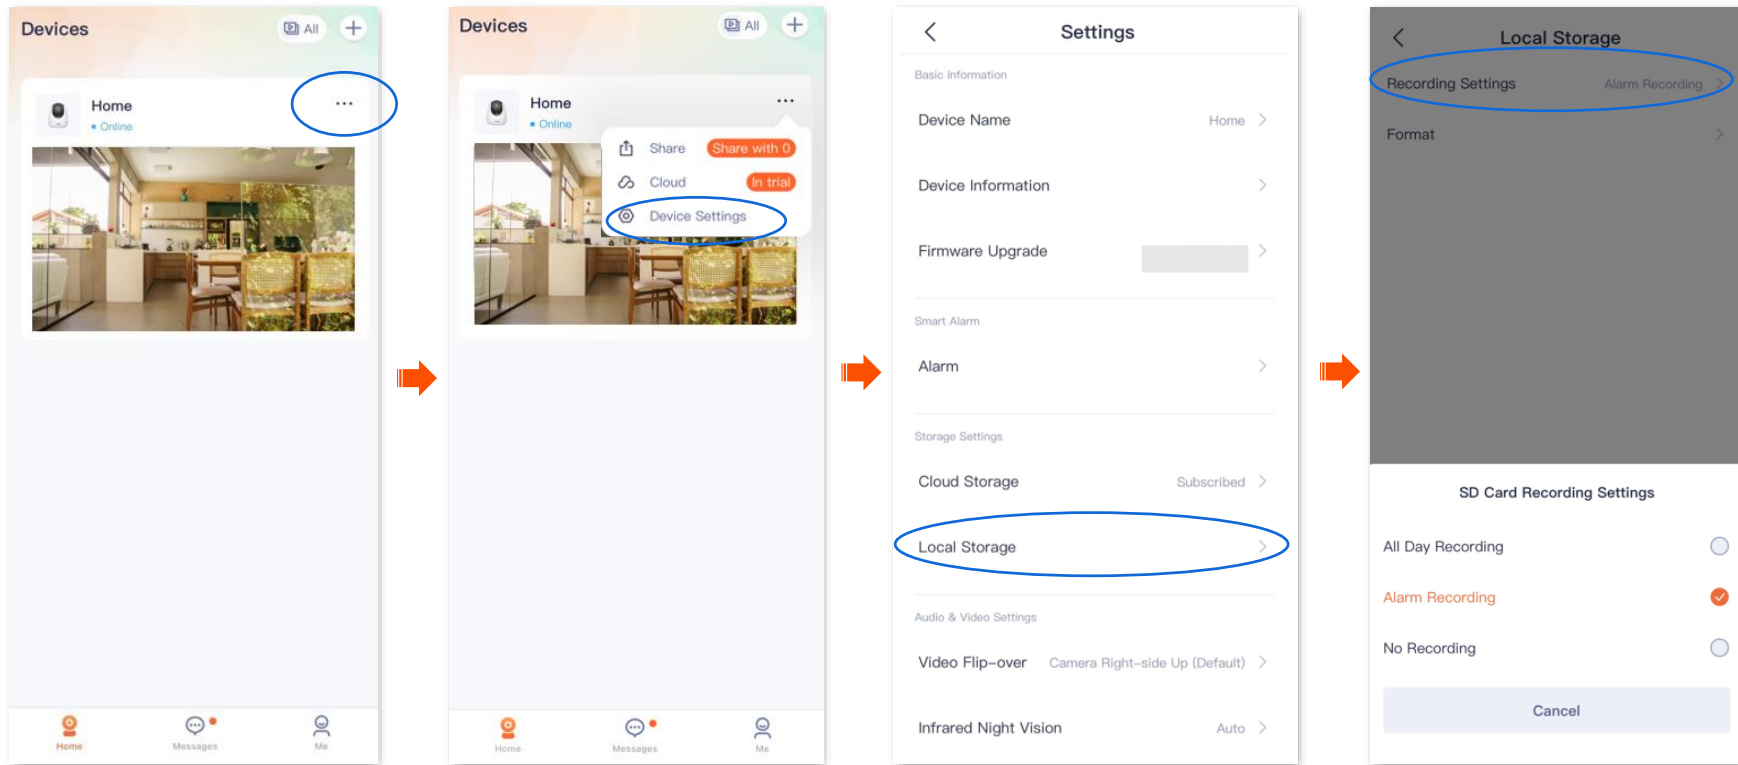 Devices
All
Home
Online
Home
Messages
Me
Devices
All
Home
Online
Share
Share with 0
Cloud
In trial
Device Settings
Home
Messages
Me
Settings
Basic Information
Device Name Home
Device Information
Firmware Upgrade
Smart Alarm
Alarm
Storage Settings
Cloud Storage Subscribed
Local Storage
Audio & Video Settings
Video Flip-over Camera Right-side Up (Default)
Infrared Night Vision Auto
Local Storage
Recording Settings Alarm Recording
Format
SD Card Recording Settings
All Day Recording
Alarm Recording
No Recording
Cancel